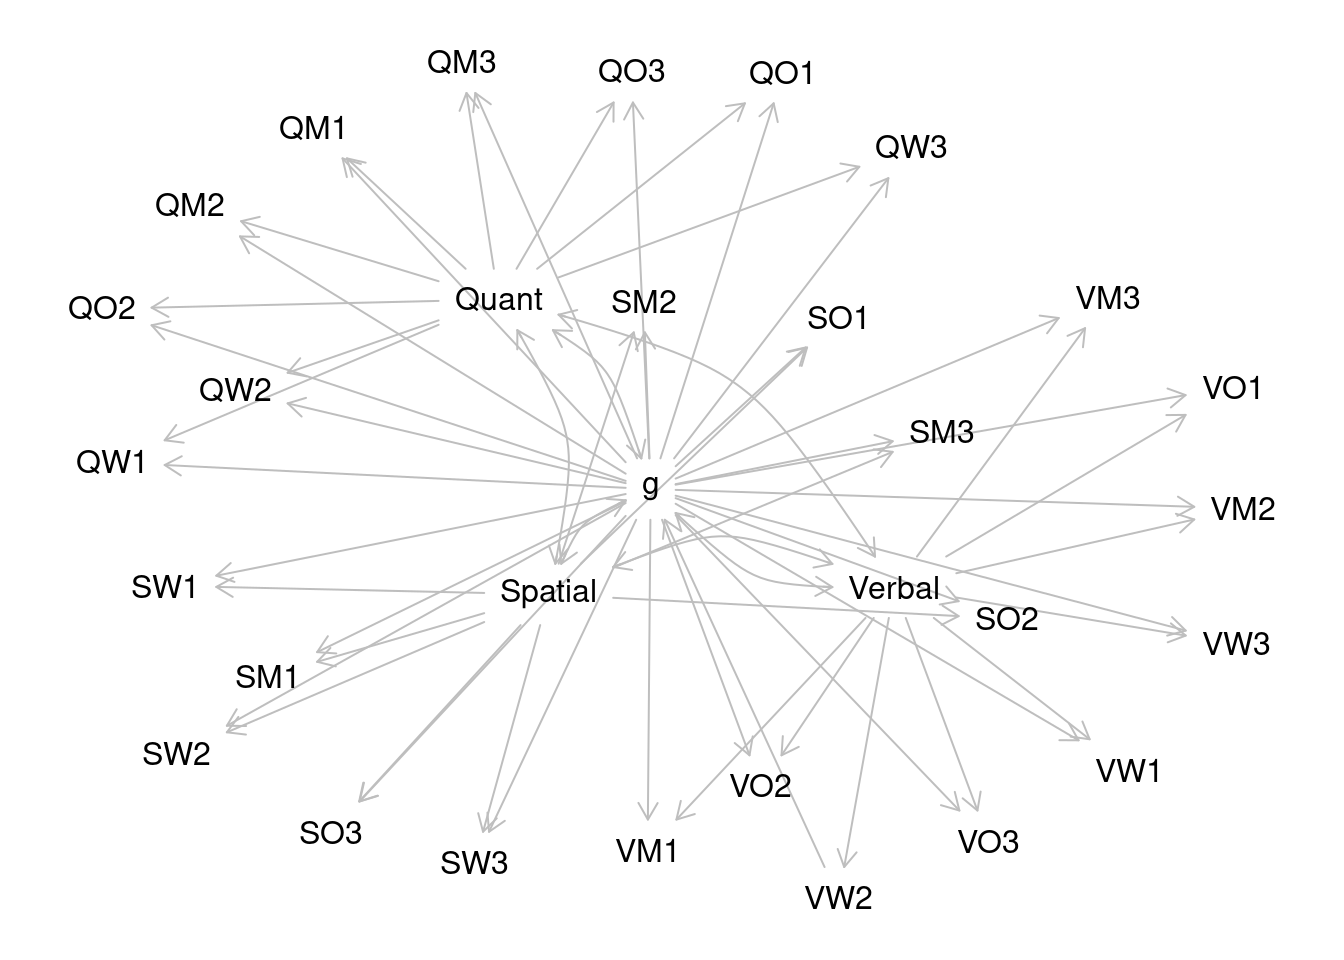 QM3
QO3
QO1
QM1
QW3
QM2
Quant
SM2
VM3
QO2
SO1
QW2
VO1
SM3
QW1
g
VM2
SW1
Spatial
Verbal
SO2
VW3
SM1
SW2
VW1
VO2
SO3
VO3
VM1
SW3
VW2